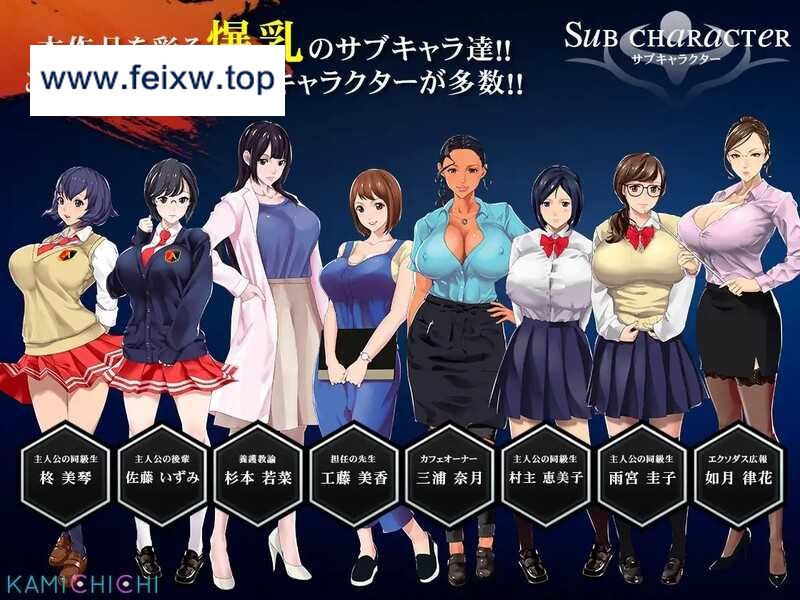 本作品を彩る爆乳のサブキャラ達!!
www.feixw.top
キャラクターが多数!!
SUB CHARACTER
サブキャラクター
主人公の同級生
柊 美琴
主人公の後輩
佐藤 いずみ
養護教諭
杉本 若菜
担任の先生
工藤 美香
カフェオーナー
三浦 奈月
主人公の同級生
村主 恵美子
主人公の同級生
雨宮 圭子
エクソダス広報
如月 律花
KAMICHICHI